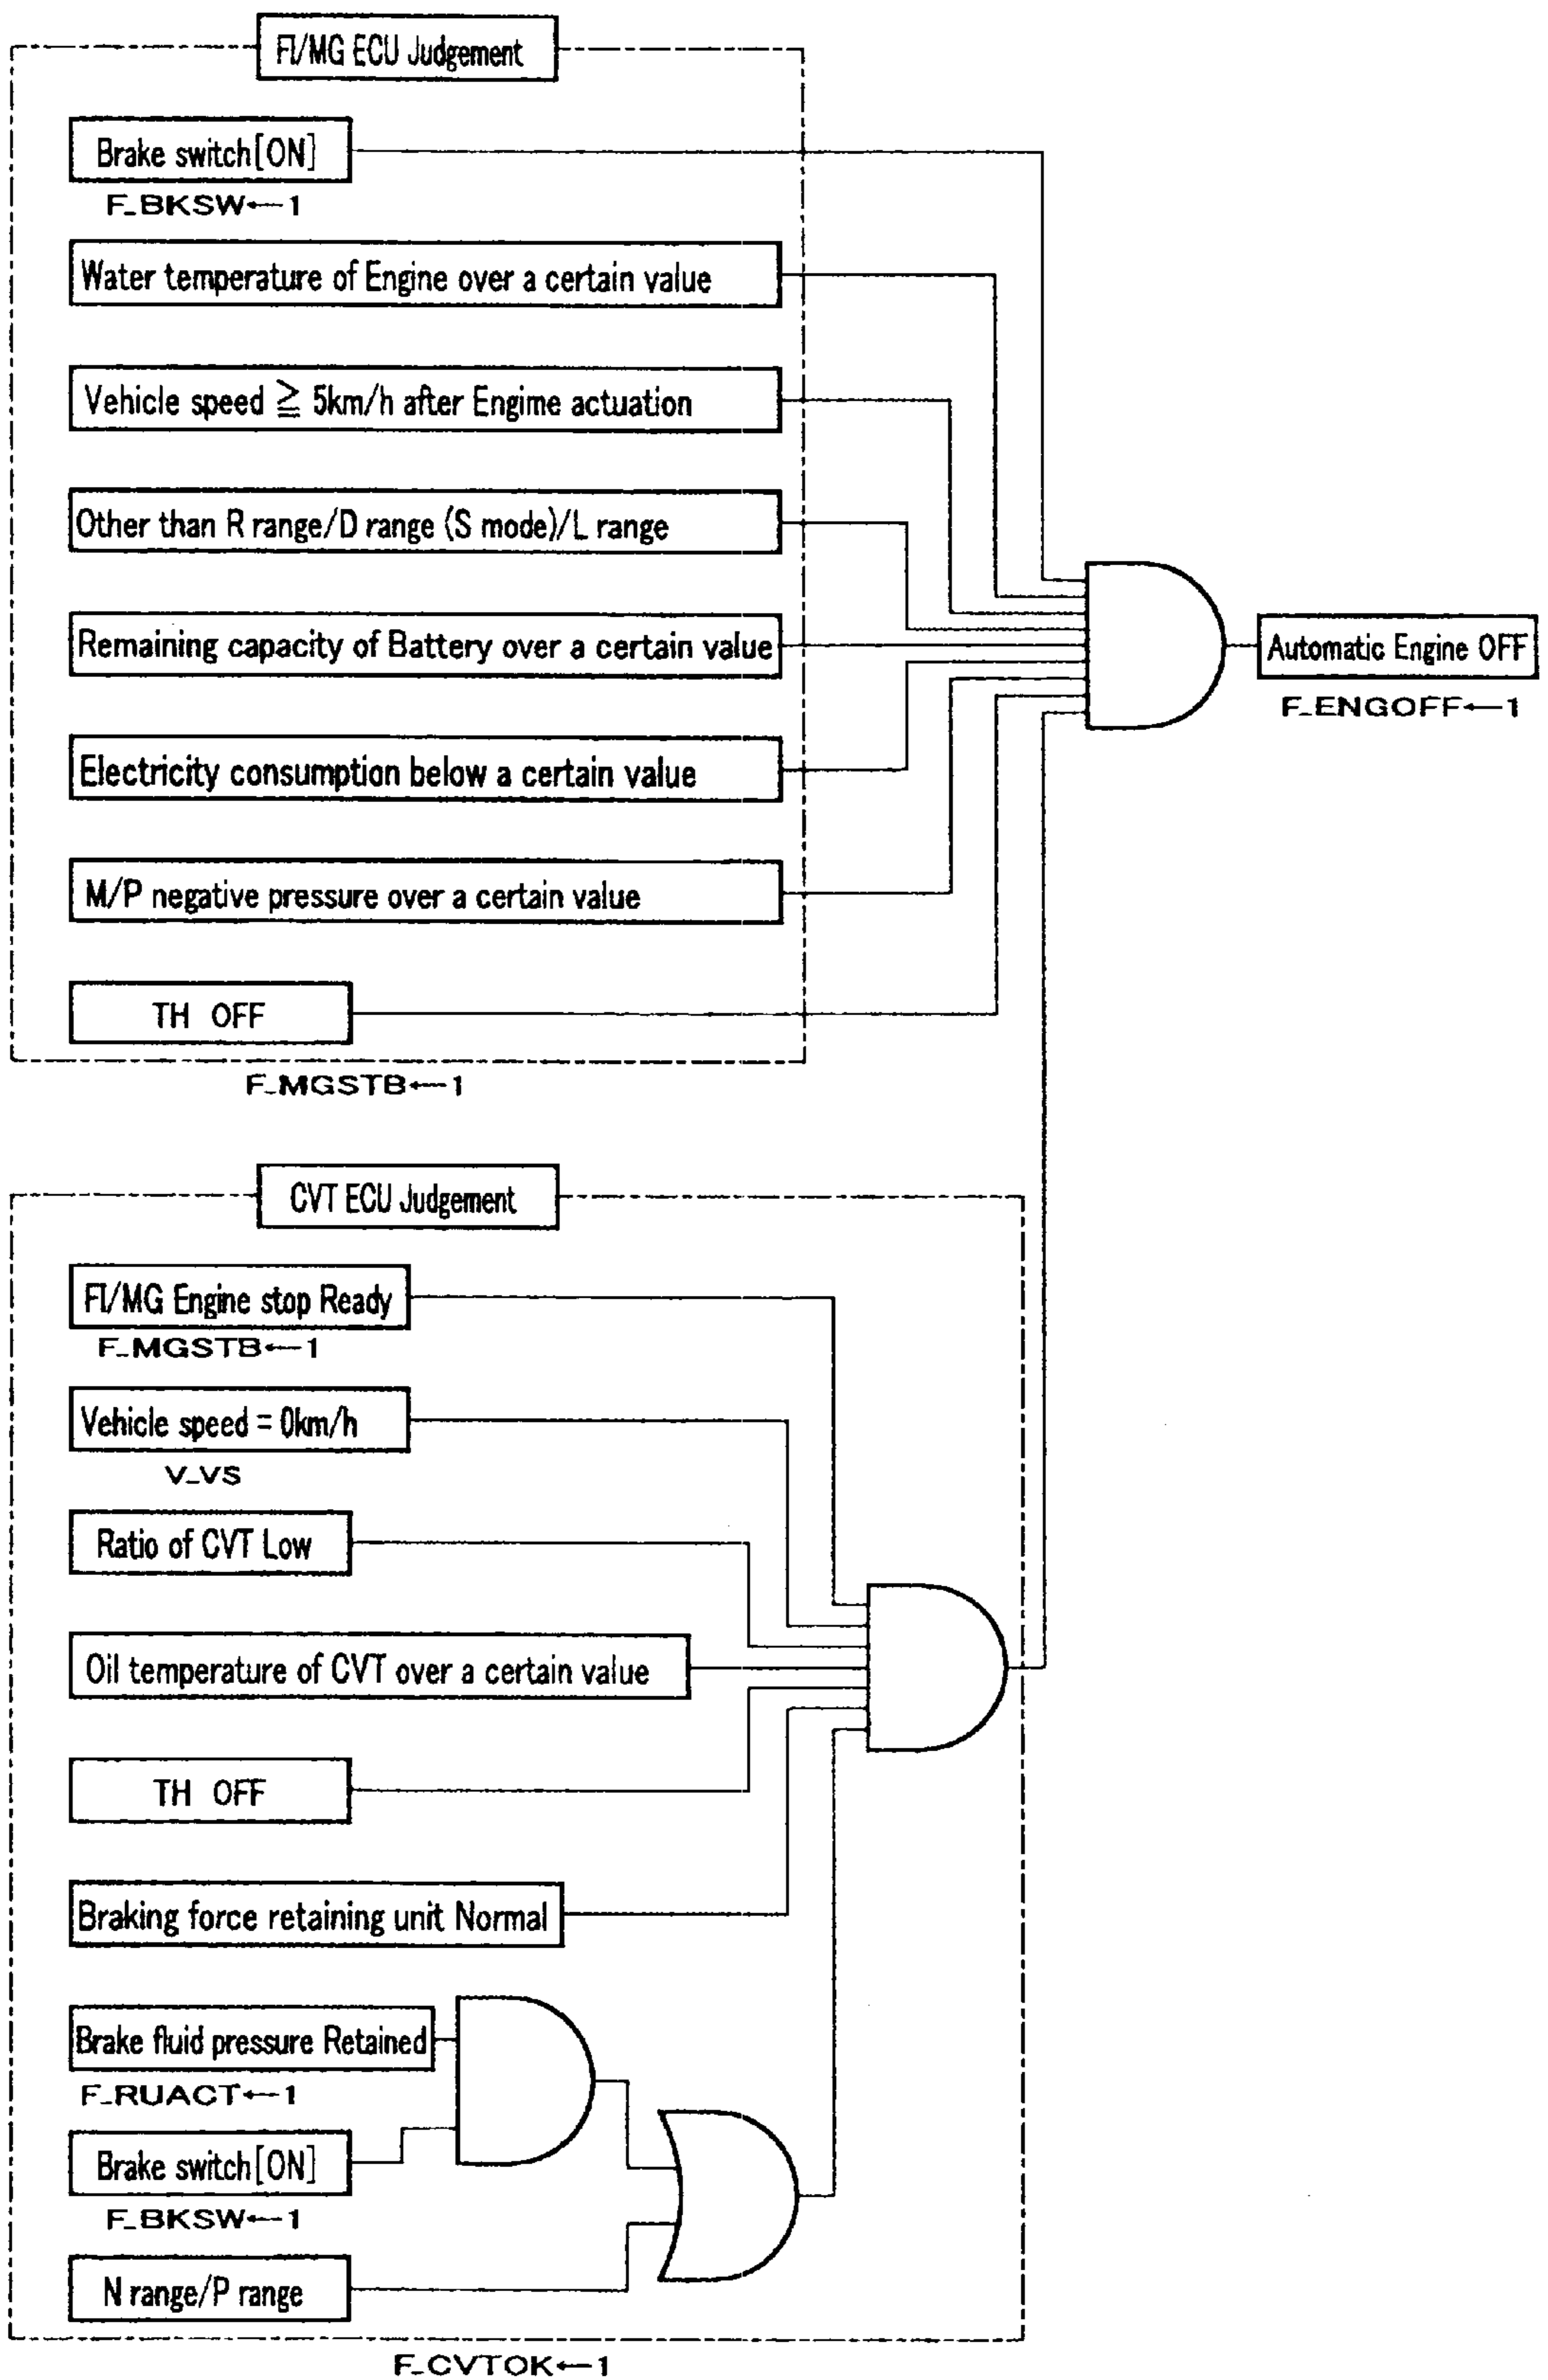 FI/MG ECU Judgement
Brake switch[ON]
F_BKSW←1
Water temperature of Engine over a certain value
Vehicle speed ≧ 5km/h after Engime actuation
Other than R range/D range (S mode)/L range
Remaining capacity of Battery over a certain value
Automatic Engine OFF
F_ENGOFF←1
Electricity consumption below a certain value
M/P negative pressure over a certain value
TH OFF
F_MGSTB←1
CVT ECU Judgement
FI/MG Engine stop Ready
F_MGSTB←1
Vehicle speed = 0km/h
V_VS
Ratio of CVT Low
Oil temperature of CVT over a certain value
TH OFF
Braking force retaining unit Normal
Brake fluid pressure Retained
F_RUACT←1
Brake switch[ON]
F_BKSW←1
N range/P range
F_CVTOK←1